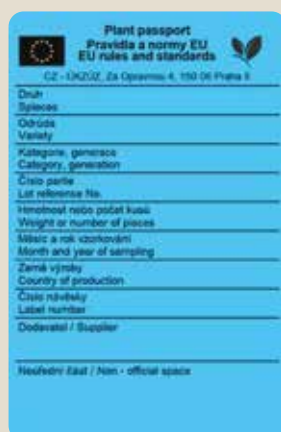 Plant passport
Pravidla a normy EU
EU rules and standards
CZ - ÚKZÚZ, Za Opravnou 4, 150 06 Praha 5
Druh
Spieces
Odrůda
Variety
Kategorie, generace
Category, generation
Číslo partie
Lot reference No.
Hmotnost nebo počet kusů
Weight or number of pieces
Měsíc a rok vzorkování
Month and year of sampling
Země výroby
Country of production
Číslo návěsky
Label number
Dodavatel / Supplier
Neúřední část / Non - official space